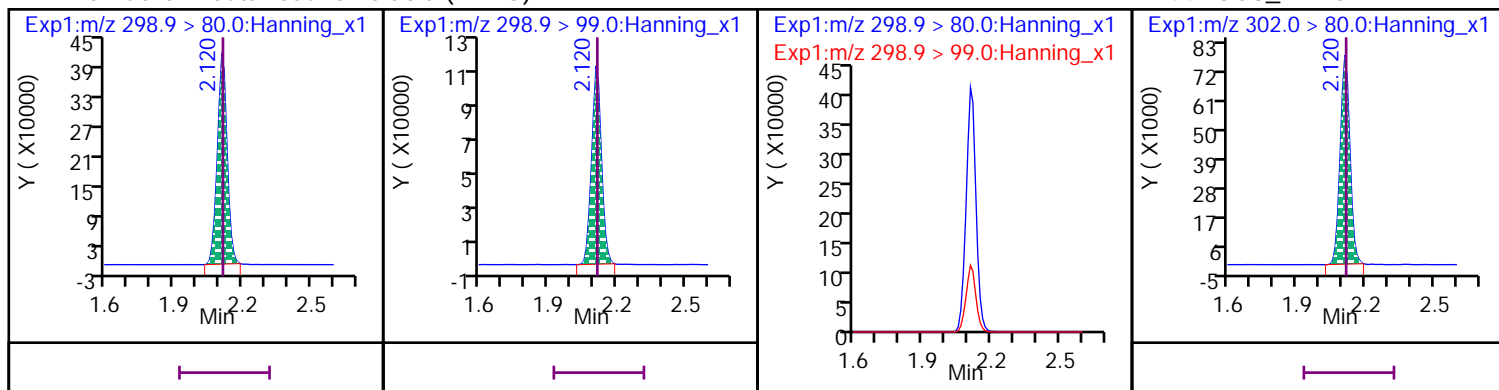 Exp1:m/z 298.9 > 80.0:Hanning_x1
2.120
Y ( X10000)
45
39
33
27
21
15
9
3
-3
1.6 1.9 2.2 2.5
Min
Exp1:m/z 298.9 > 99.0:Hanning_x1
2.120
Y ( X10000)
13
11
9
7
5
3
1
-1
1.6 1.9 2.2 2.5
Min
Exp1:m/z 298.9 > 80.0:Hanning_x1
Exp1:m/z 298.9 > 99.0:Hanning_x1
Y ( X10000)
45
40
35
30
25
20
15
10
5
0
1.6 1.9 2.2 2.5
Min
Exp1:m/z 302.0 > 80.0:Hanning_x1
2.120
Y ( X1000)
83
72
61
50
39
28
17
6
-5
1.6 1.9 2.2 2.5
Min